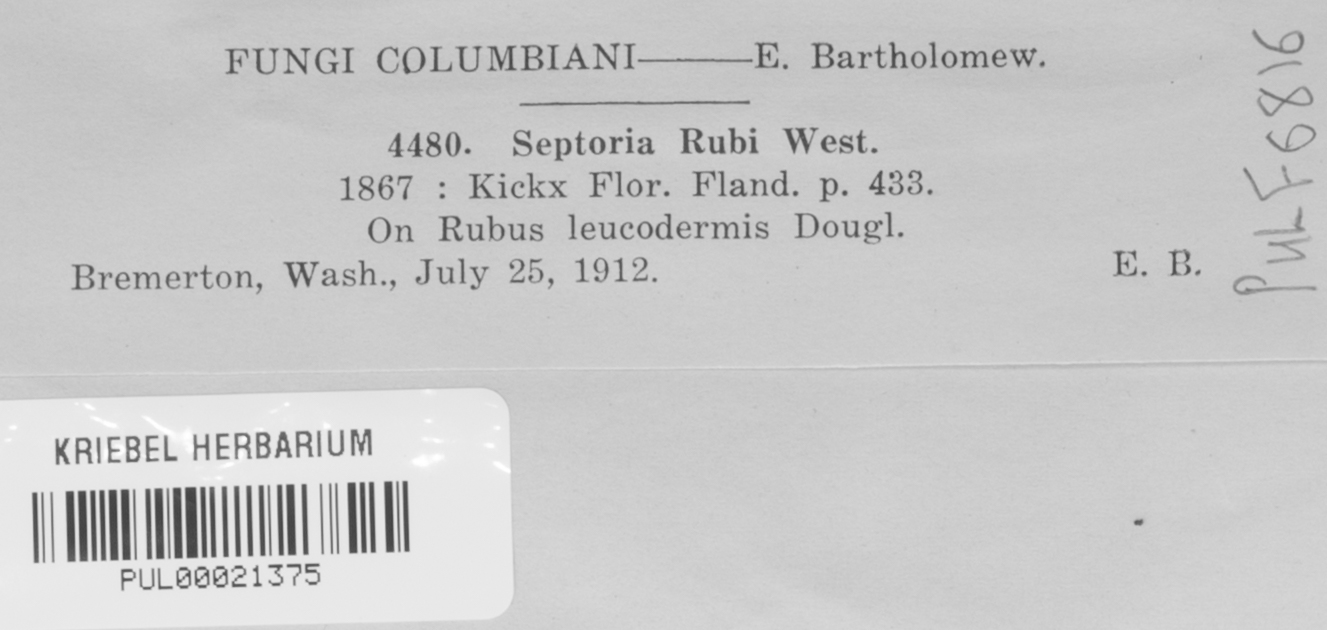 FUNGI COLUMBIANI———E. Bartholomew.
4480. Septoria Rubi West.
1867 : Kickx Flor. Fland. p. 433.
On Rubus leucodermis Dougl.
Bremerton, Wash., July 25, 1912. E. B.
PUL F6816
KRIEBEL HERBARIUM
PUL00021375